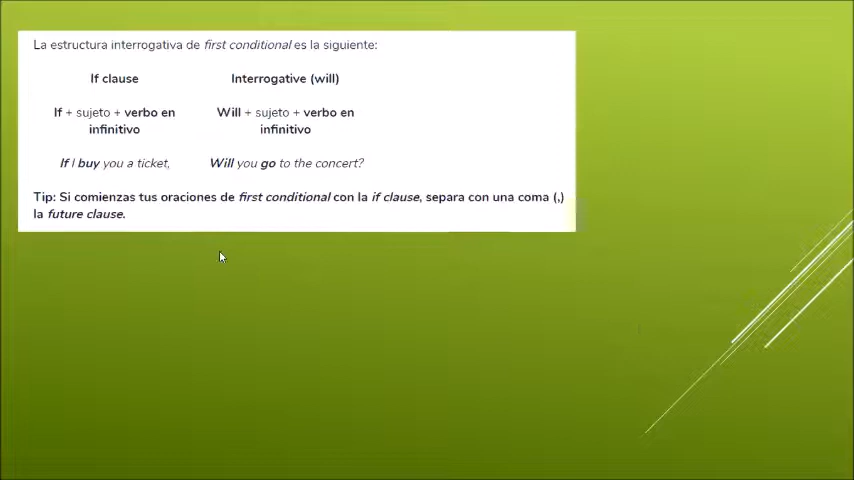 La estructura interrogativa de first conditional es la siguiente:
If clause Interrogative (will)
If + sujeto + verbo en Will + sujeto + verbo en
infinitivo infinitivo
If I buy you a ticket, Will you go to the concert?
Tip: Si comienzas tus oraciones de first conditional con la if clause, separa con una coma (,)
la future clause.